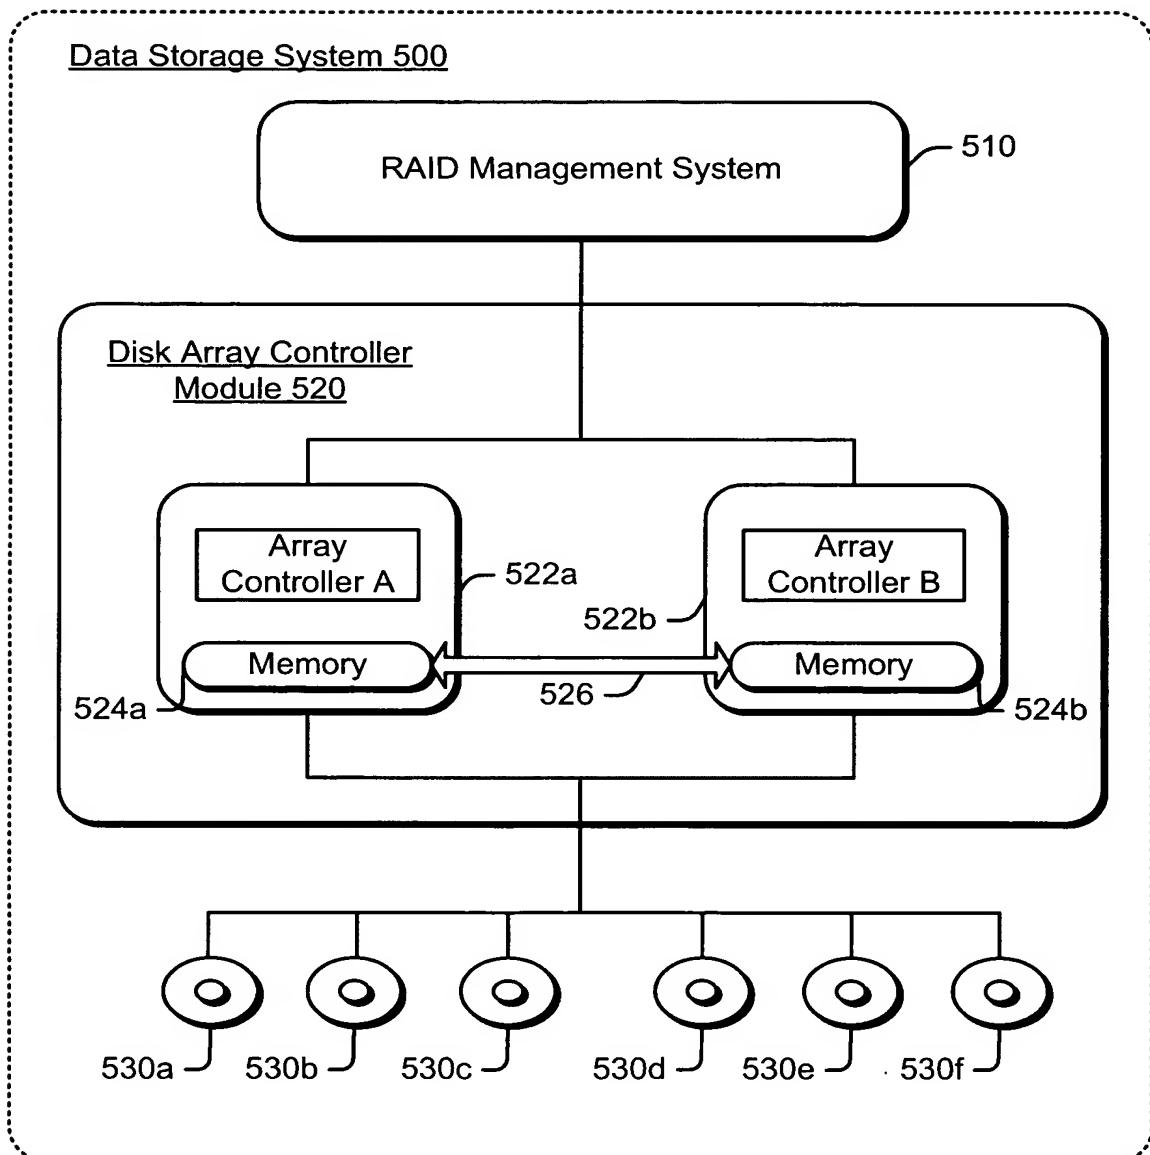 Data Storage System 500
RAID Management System
510
Disk Array Controller
Module 520
Array
Controller A
522a
Array
Controller B
522b
Memory
526
Memory
524a
524b
530a
530b
530c
530d
530e
530f